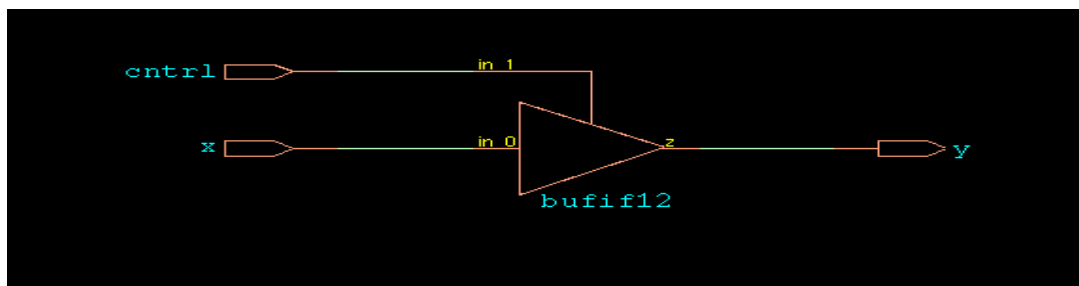 cntrl
in 1
x
in 0
z
y
bufif12